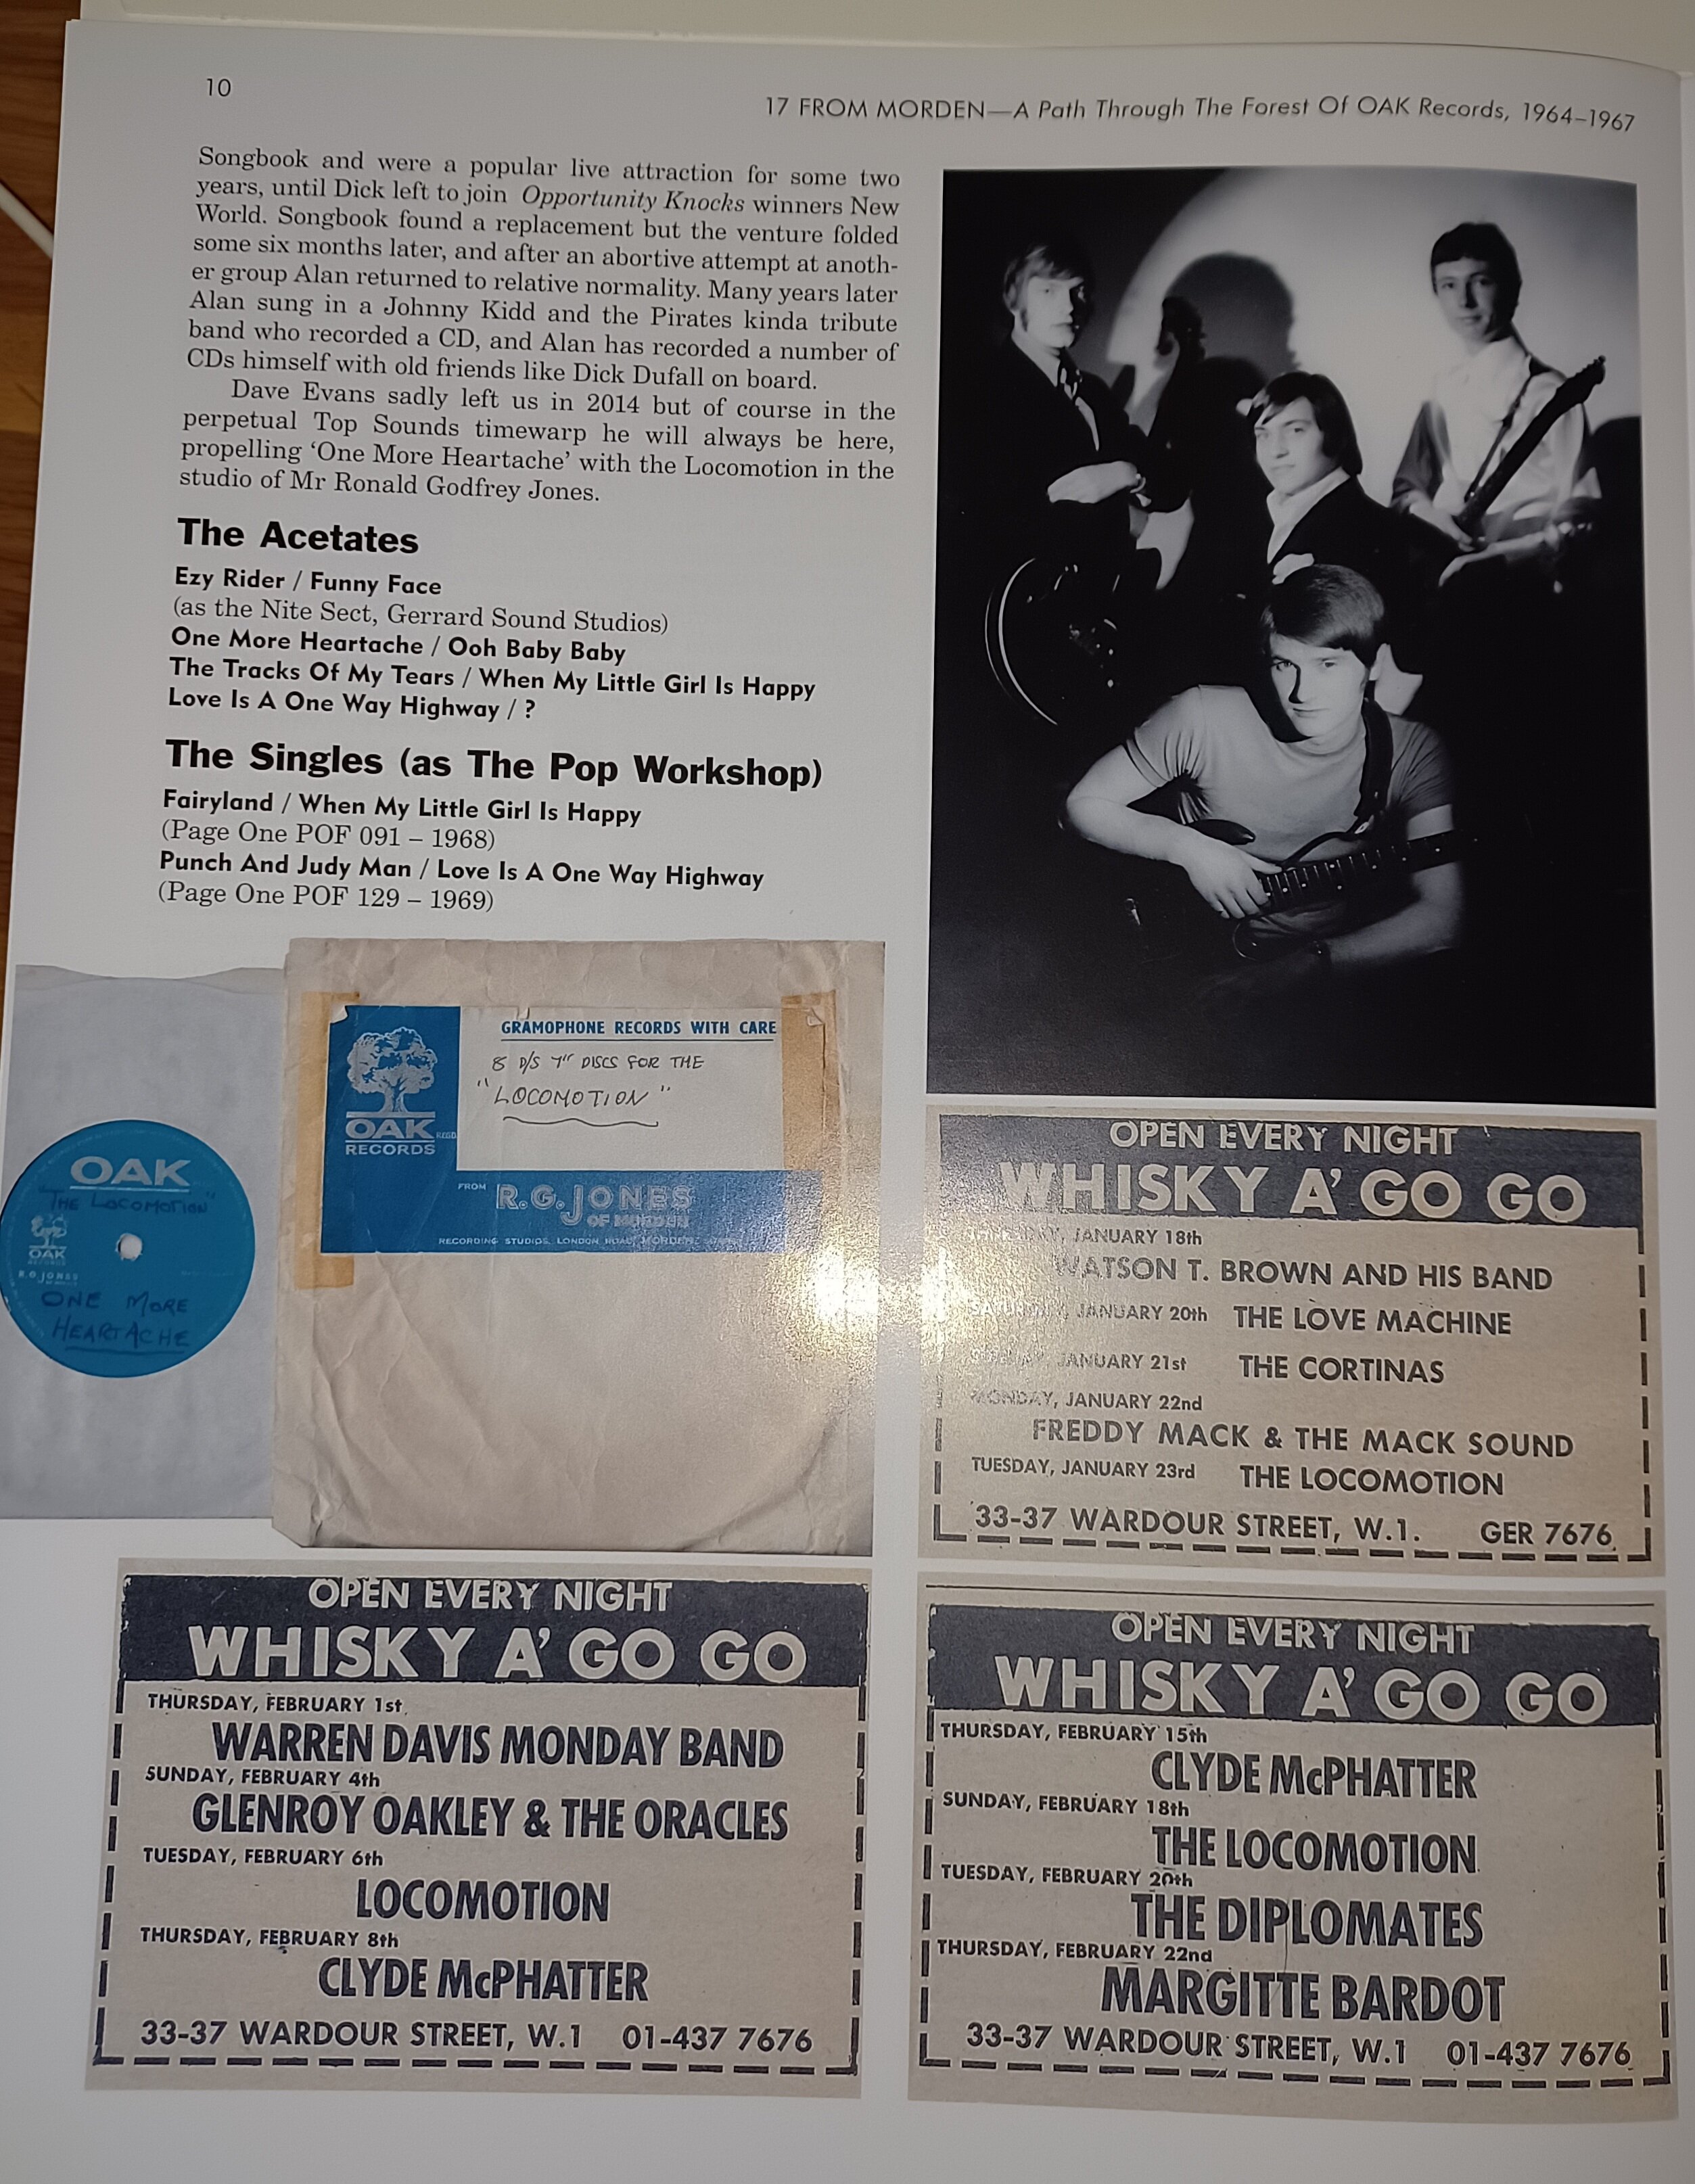 10
17 FROM MORDEN—A Path Through The Forest Of OAK Records, 1964–1967
Songbook and were a popular live attraction for some two
years, until Dick left to join Opportunity Knocks winners New
World. Songbook found a replacement but the venture folded
some six months later, and after an abortive attempt at anoth-
er group Alan returned to relative normality. Many years later
Alan sung in a Johnny Kidd and the Pirates kinda tribute
band who recorded a CD, and Alan has recorded a number of
CDs himself with old friends like Dick Dufall on board.
Dave Evans sadly left us in 2014 but of course in the
perpetual Top Sounds timewarp he will always be here,
propelling ‘One More Heartache’ with the Locomotion in the
studio of Mr Ronald Godfrey Jones.
The Acetates
Ezy Rider / Funny Face
(as the Nite Sect, Gerrard Sound Studios)
One More Heartache / Ooh Baby Baby
The Tracks Of My Tears / When My Little Girl Is Happy
Love Is A One Way Highway / ?
The Singles (as The Pop Workshop)
Fairyland / When My Little Girl Is Happy
(Page One POF 091 – 1968)
Punch And Judy Man / Love Is A One Way Highway
(Page One POF 129 – 1969)
OAK
"THE LOCOMOTION"
OAK
RECORDS
R.G. JONES
OF MORDEN
ONE MORE
HEARTACHE
GRAMOPHONE RECORDS WITH CARE
8 D/S 7" DISCS FOR THE
"LOCOMOTION"
OAK REGD.
RECORDS
FROM R.G. JONES
OF MORDEN
RECORDING STUDIOS, LONDON ROAD, MORDEN,
OPEN EVERY NIGHT
WHISKY A' GO GO
JANUARY 18th
WATSON T. BROWN AND HIS BAND
SATURDAY, JANUARY 20th THE LOVE MACHINE
JANUARY 21st THE CORTINAS
MONDAY, JANUARY 22nd
FREDDY MACK & THE MACK SOUND
TUESDAY, JANUARY 23rd THE LOCOMOTION
33-37 WARDOUR STREET, W.1. GER 7676
OPEN EVERY NIGHT
WHISKY A' GO GO
THURSDAY, FEBRUARY 1st
WARREN DAVIS MONDAY BAND
SUNDAY, FEBRUARY 4th
GLENROY OAKLEY & THE ORACLES
TUESDAY, FEBRUARY 6th
LOCOMOTION
THURSDAY, FEBRUARY 8th
CLYDE McPHATTER
33-37 WARDOUR STREET, W.1 01-437 7676
OPEN EVERY NIGHT
WHISKY A' GO GO
THURSDAY, FEBRUARY 15th
CLYDE McPHATTER
SUNDAY, FEBRUARY 18th
THE LOCOMOTION
TUESDAY, FEBRUARY 20th
THE DIPLOMATES
THURSDAY, FEBRUARY 22nd
MARGITTE BARDOT
33-37 WARDOUR STREET, W.1 01-437 7676